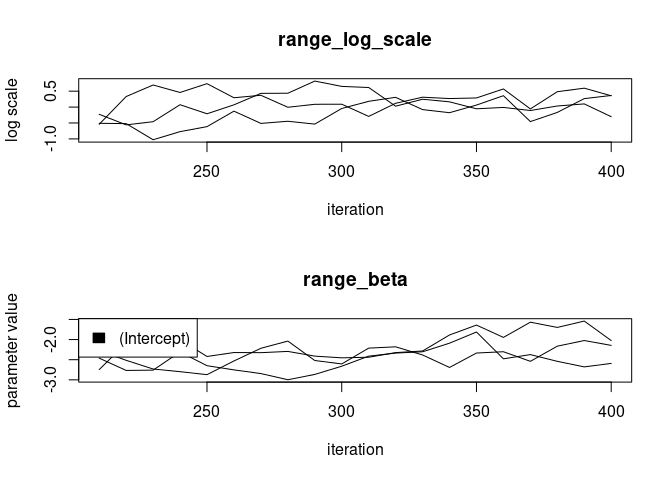 range_log_scale
log scale
0.5
-1.0
250 300 350 400
iteration
range_beta
parameter value
-2.0
-3.0
(Intercept)
250 300 350 400
iteration